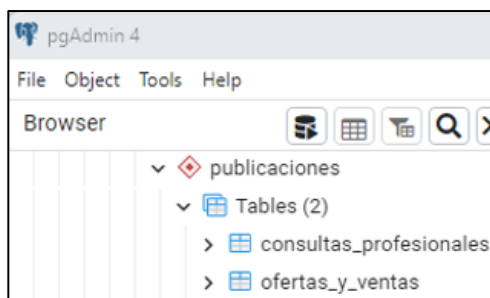 pgAdmin 4
File Object Tools Help
Browser
publicaciones
Tables (2)
consultas_profesionales
ofertas_y_ventas